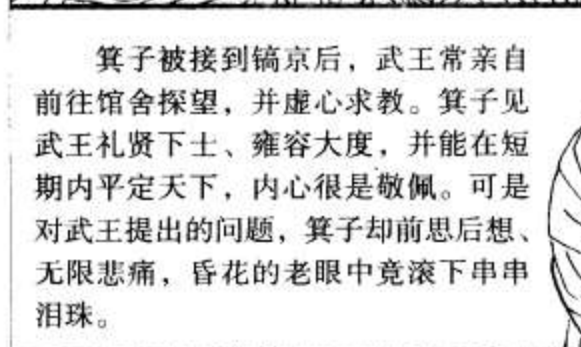 箕子被接到镐京后，武王常亲自
前往馆舍探望，并虚心求教。箕子见
武王礼贤下士、雍容大度，并能在短
期内平定天下，内心很是敬佩。可是
对武王提出的问题，箕子却前思后想、
无限悲痛，昏花的老眼中竟滚下串串
泪珠。